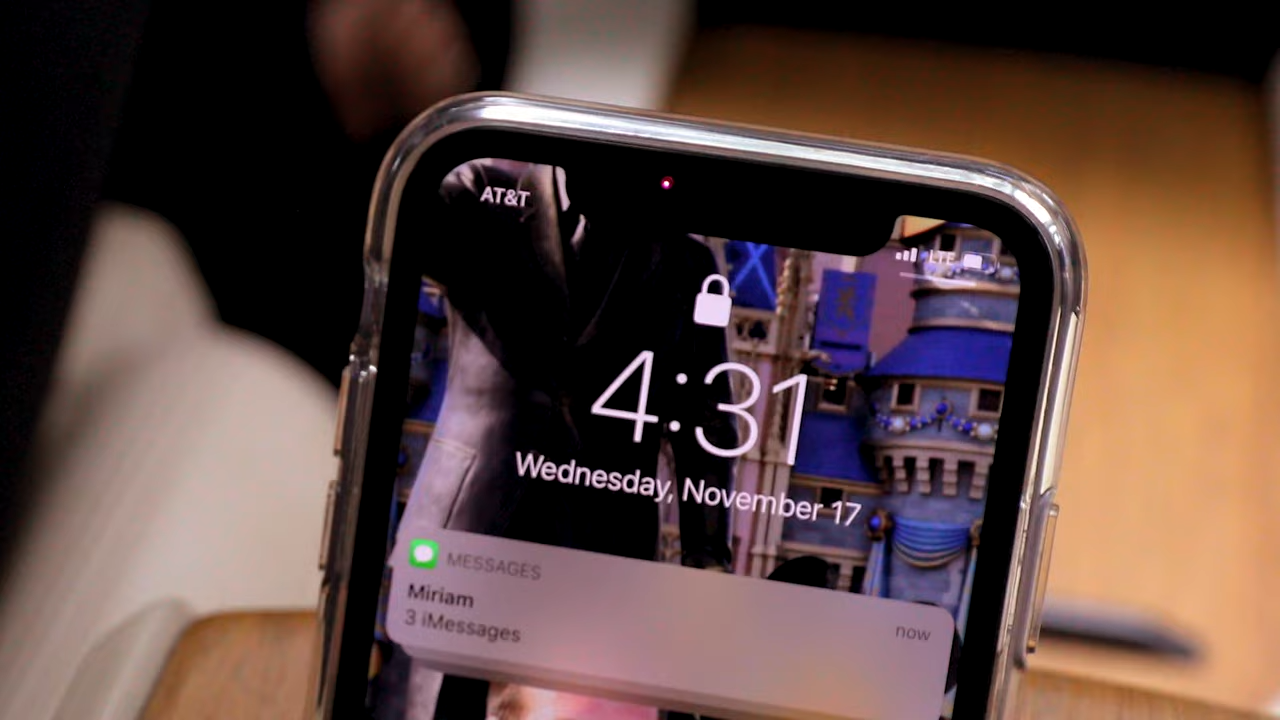 AT&T
LTE
4:31
Wednesday, November 17
MESSAGES
Miriam
3 iMessages
now